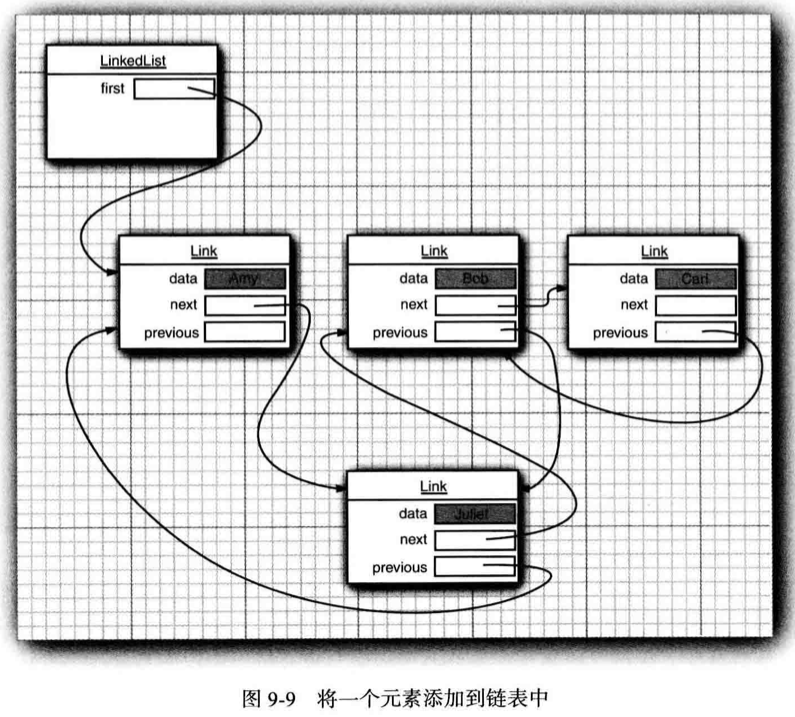 LinkedList
first
Link
data Amy
next
previous
Link
data Bob
next
previous
Link
data Carl
next
previous
Link
data Juliet
next
previous
图 9-9 将一个元素添加到链表中